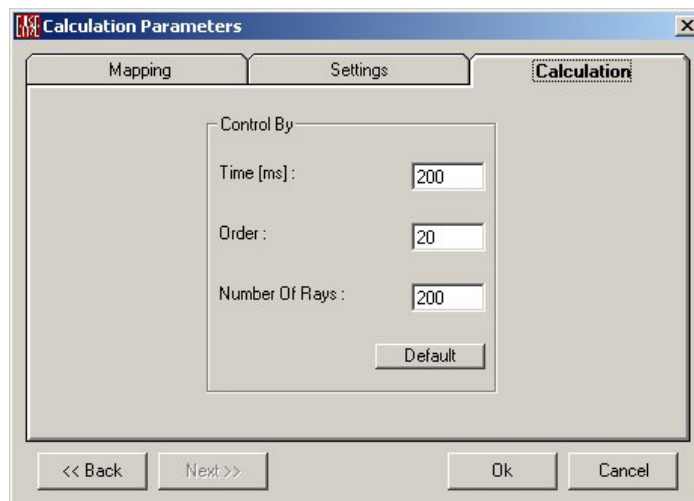 EASE Calculation Parameters
Mapping Settings Calculation
Control By
Time [ms] : 200
Order : 20
Number Of Rays : 200
Default
<< Back Next >> Ok Cancel